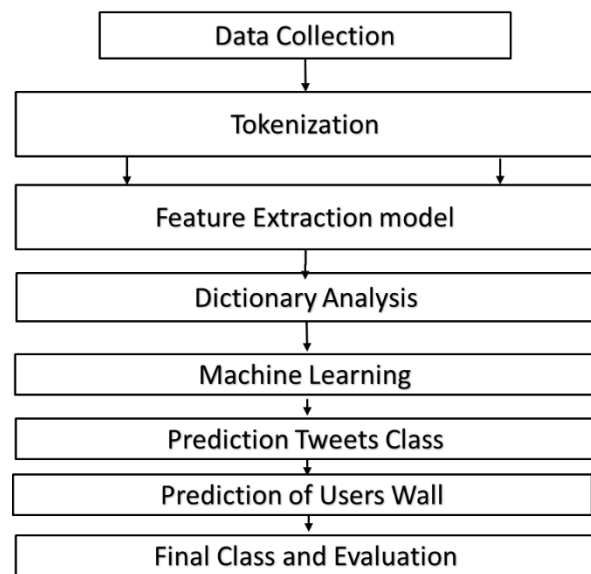 Data Collection
Tokenization
Feature Extraction model
Dictionary Analysis
Machine Learning
Prediction Tweets Class
Prediction of Users Wall
Final Class and Evaluation